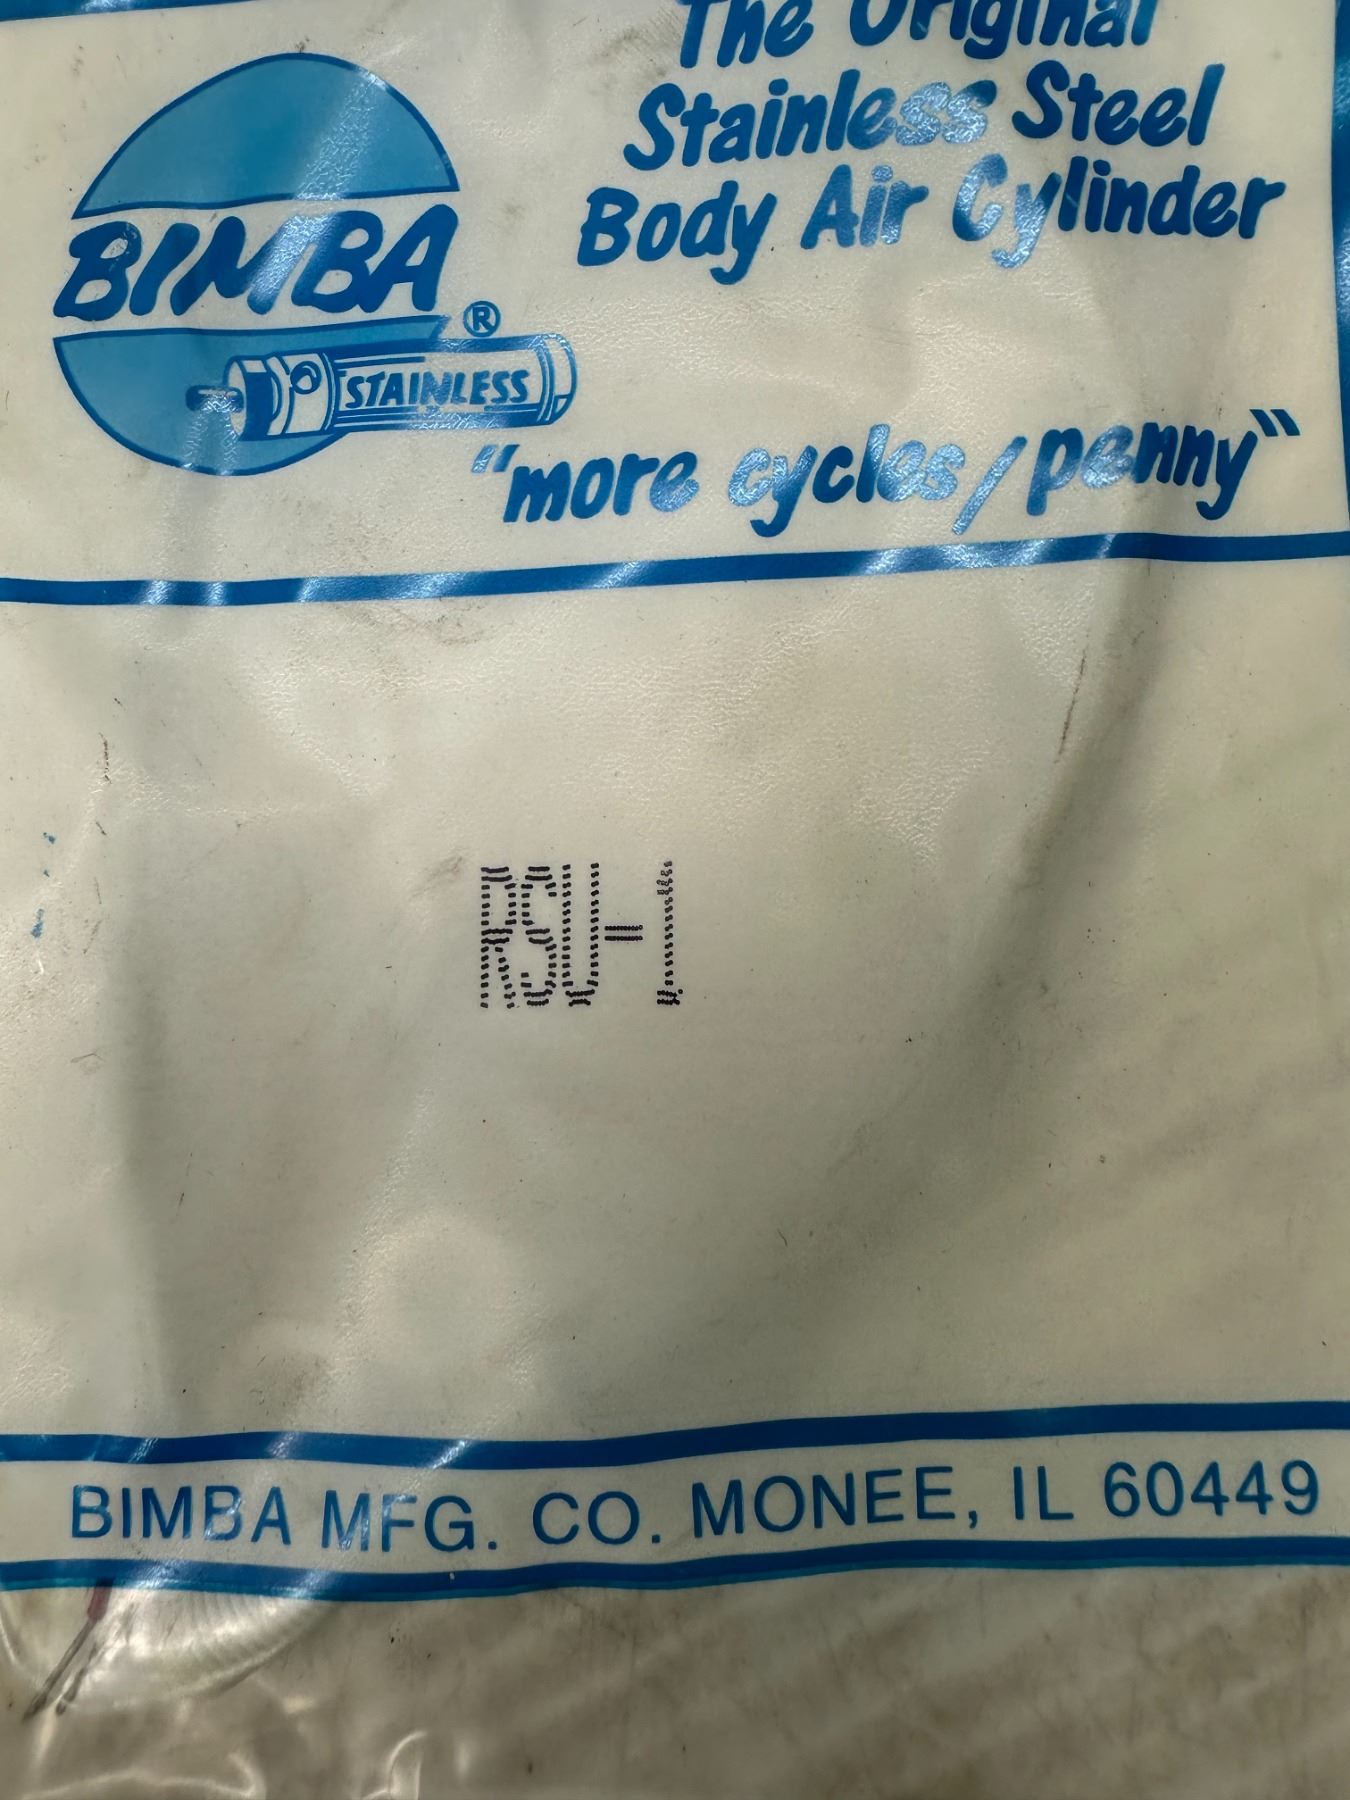 The Original
Stainless Steel
Body Air Cylinder
BIMBA®
STAINLESS
"more cycles/penny"
RSU-1
BIMBA MFG. CO. MONEE, IL 60449